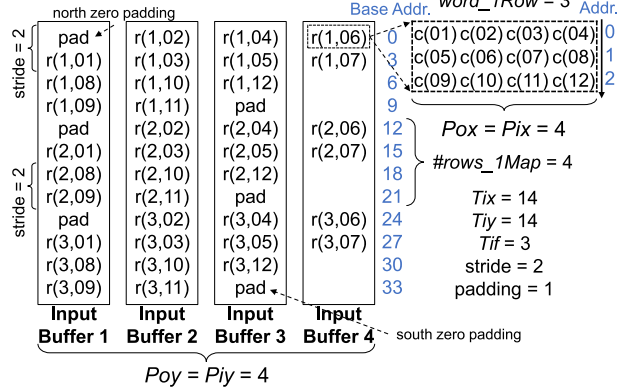 north zero padding
Base Addr.
word_1Row = 3
Addr.
stride = 2
pad r(1,02) r(1,04) r(1,06) 0 c(01) c(02) c(03) c(04) 0
r(1,01) r(1,03) r(1,05) r(1,07) 3 c(05) c(06) c(07) c(08) 1
r(1,08) r(1,10) r(1,12) 6 c(09) c(10) c(11) c(12) 2
r(1,09) r(1,11) pad 9
pad r(2,02) r(2,04) r(2,06) 12 Pox = Pix = 4
r(2,01) r(2,03) r(2,05) r(2,07) 15
#rows_1Map = 4
stride = 2
r(2,08) r(2,10) r(2,12) 18
r(2,09) r(2,11) pad 21 Tix = 14
pad r(3,02) r(3,04) r(3,06) 24 Tiy = 14
r(3,01) r(3,03) r(3,05) r(3,07) 27 Tif = 3
r(3,08) r(3,10) r(3,12) 30 stride = 2
r(3,09) r(3,11) pad 33 padding = 1
Input Input Input Input
Buffer 1 Buffer 2 Buffer 3 Buffer 4
south zero padding
Poy = Piy = 4